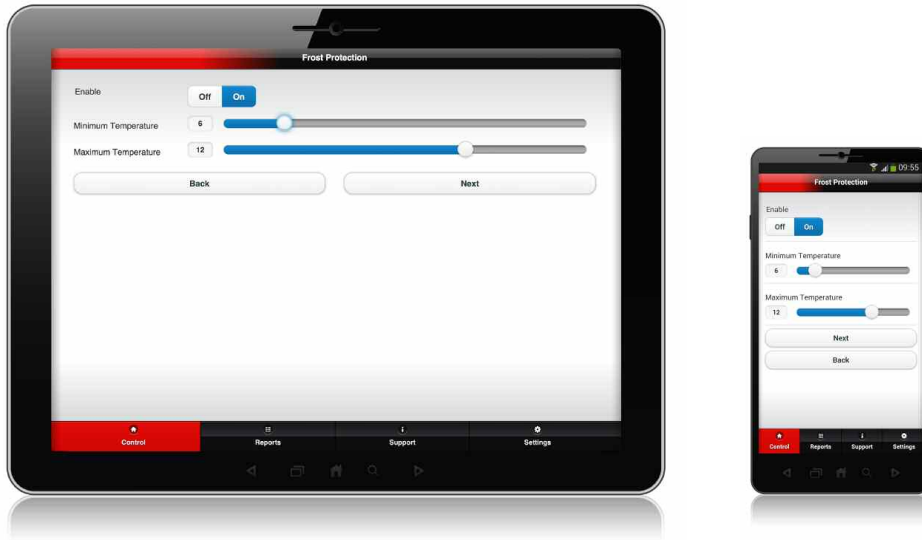 Frost Protection
Enable
Off On
Minimum Temperature 6
Maximum Temperature 12
Back Next
Control Reports Support Settings
09:55
Frost Protection
Enable
Off On
Minimum Temperature
6
Maximum Temperature
12
Next
Back
Control Reports Support Settings